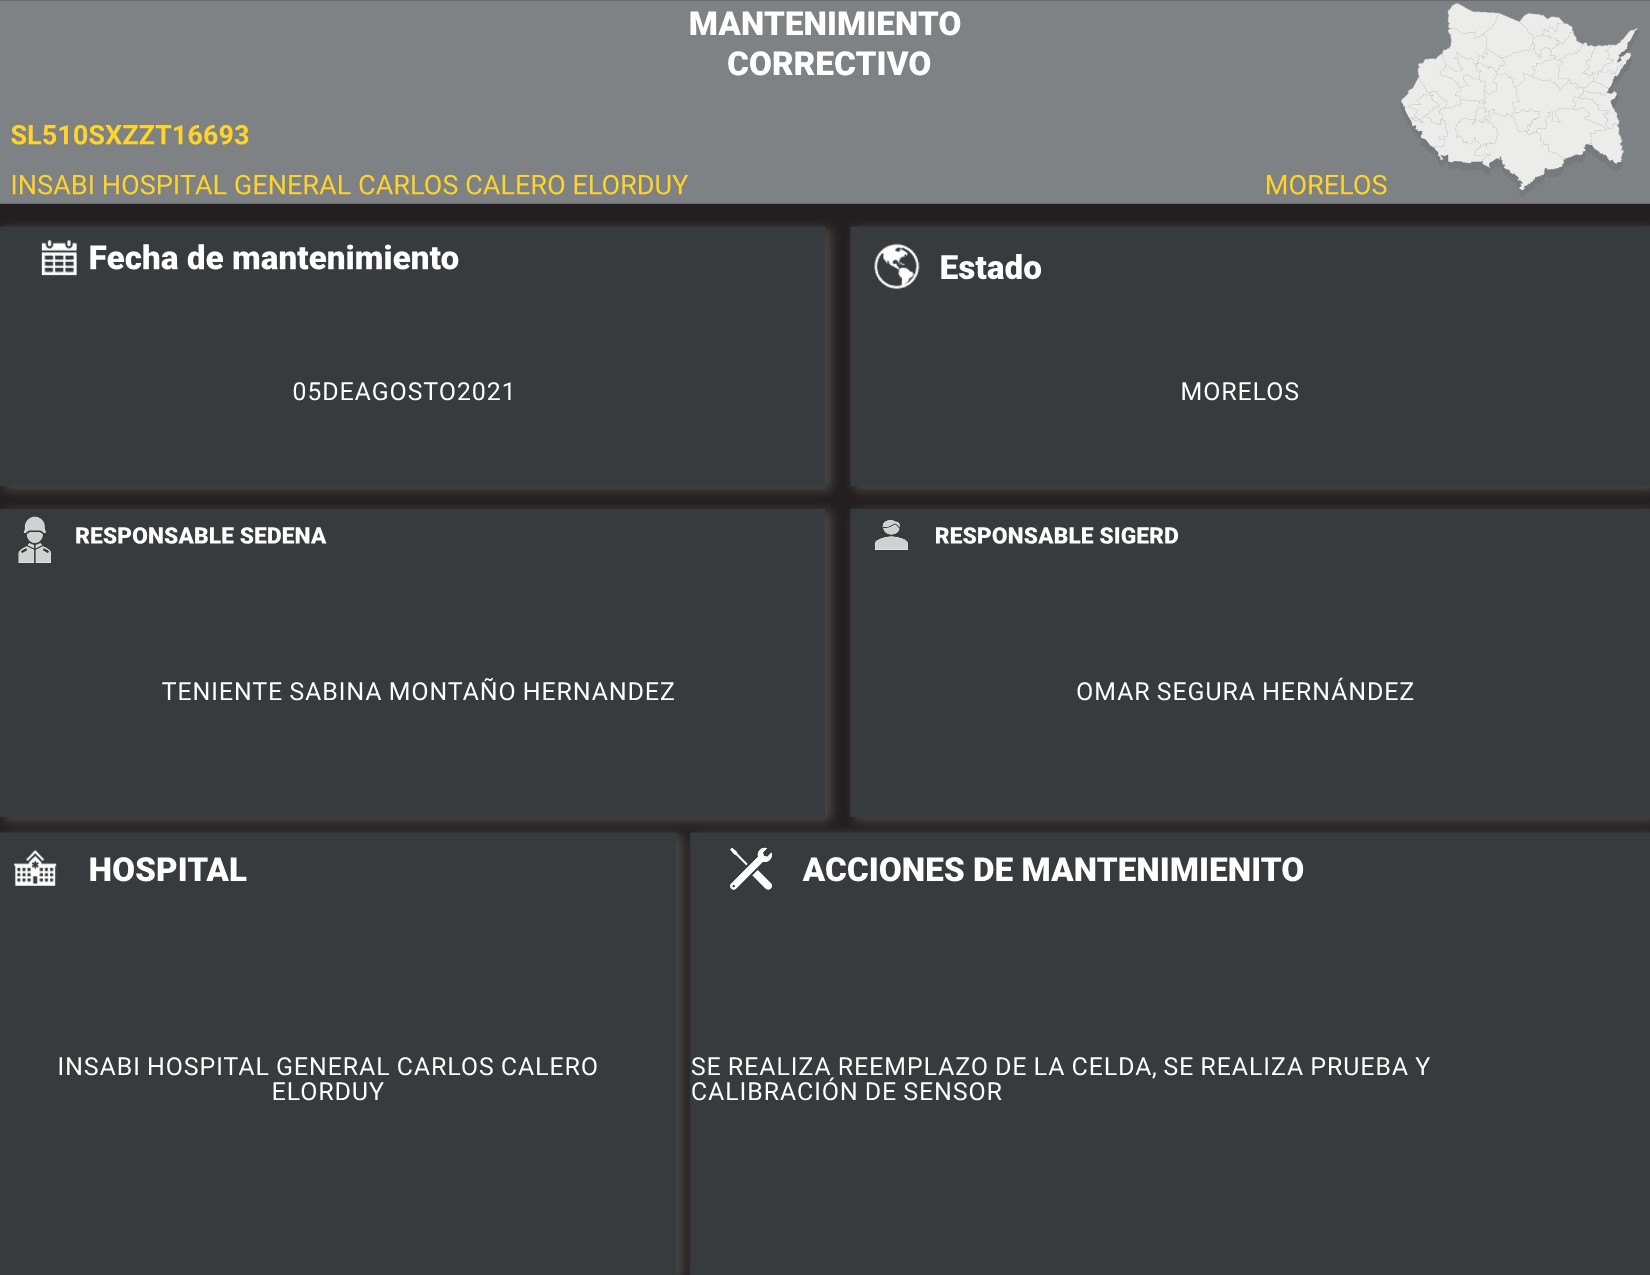 MANTENIMIENTO
CORRECTIVO
SL510SXZZT16693
INSABI HOSPITAL GENERAL CARLOS CALERO ELORDUY
MORELOS
Fecha de mantenimiento
05DEAGOSTO2021
Estado
MORELOS
RESPONSABLE SEDENA
TENIENTE SABINA MONTAÑO HERNANDEZ
RESPONSABLE SIGERD
OMAR SEGURA HERNÁNDEZ
HOSPITAL
INSABI HOSPITAL GENERAL CARLOS CALERO
ELORDUY
ACCIONES DE MANTENIMIENITO
SE REALIZA REEMPLAZO DE LA CELDA, SE REALIZA PRUEBA Y
CALIBRACIÓN DE SENSOR